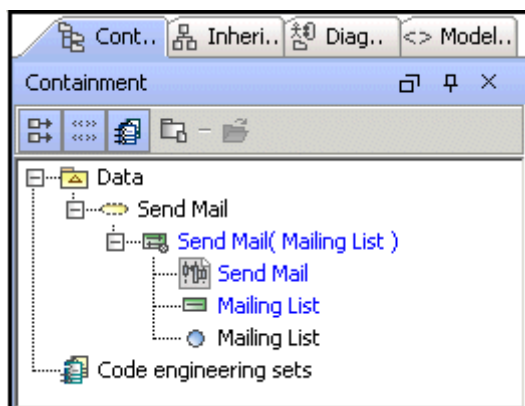 Cont.. Inheri.. Diag.. <> Model..
Containment
Data
Send Mail
Send Mail( Mailing List )
Send Mail
Mailing List
Mailing List
Code engineering sets